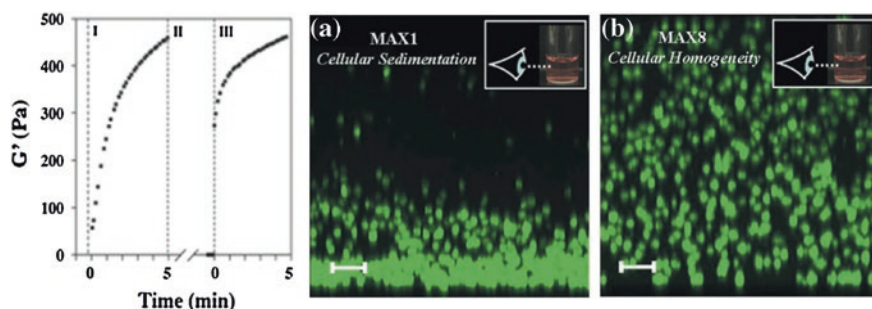 G' (Pa)
500
400
300
200
100
0
I II III
0 5 0 5
Time (min)
(a)
MAX1
Cellular Sedimentation
(b)
MAX8
Cellular Homogeneity